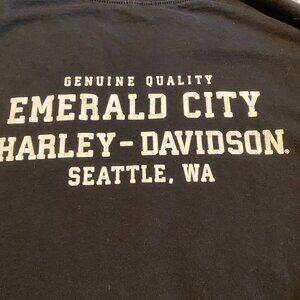 GENUINE QUALITY
EMERALD CITY
HARLEY-DAVIDSON®
SEATTLE, WA